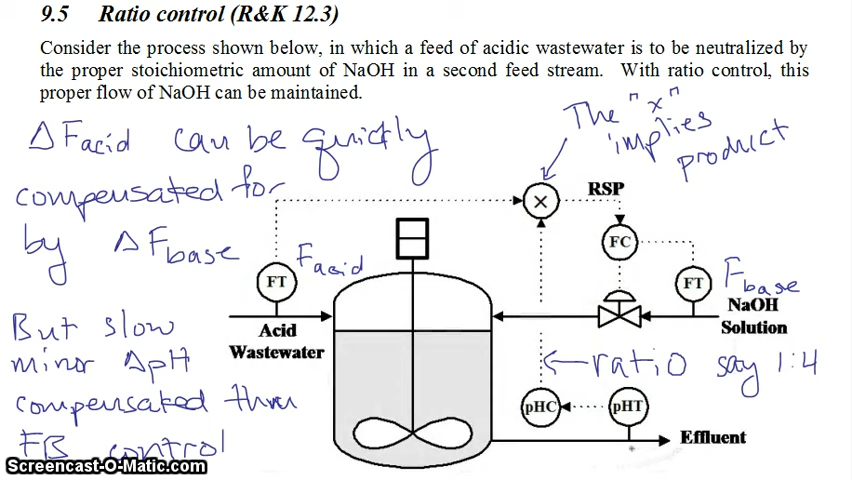 9.5 Ratio control (R&K 12.3)
Consider the process shown below, in which a feed of acidic wastewater is to be neutralized by
the proper stoichiometric amount of NaOH in a second feed stream. With ratio control, this
proper flow of NaOH can be maintained.
Δ Facid can be quickly
compensated for
by Δ Fbase
But slow
minor ΔpH
compensated thru
FB control
The "x"
implies
product
RSP
X
FC
FT
Facid
FT
Fbase
Acid
Wastewater
NaOH
Solution
← ratio say 1:4
pHC
pHT
Effluent
Screencast-O-Matic.com